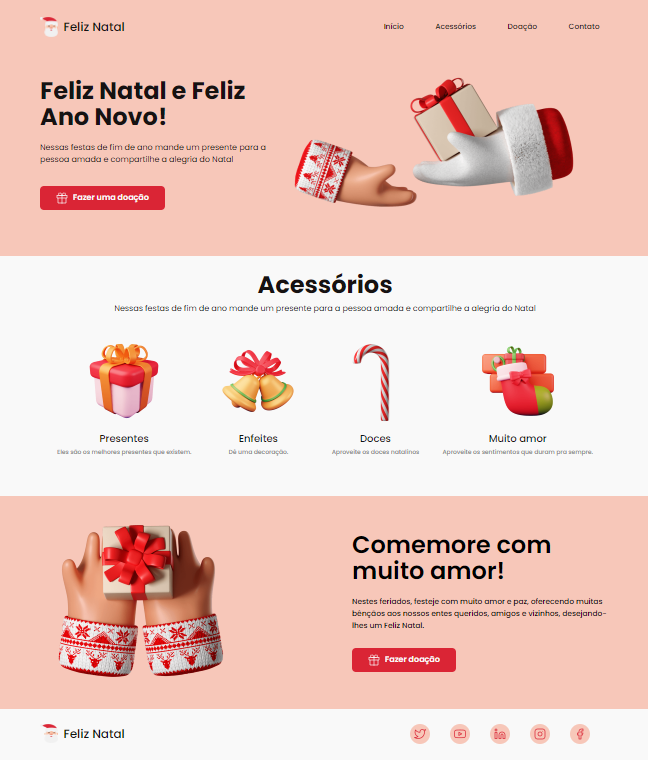 Feliz Natal
Início Acessórios Doação Contato
Feliz Natal e Feliz
Ano Novo!
Nessas festas de fim de ano mande um presente para a
pessoa amada e compartilhe a alegria do Natal
Fazer uma doação
Acessórios
Nessas festas de fim de ano mande um presente para a pessoa amada e compartilhe a alegria do Natal
Presentes
Eles são os melhores presentes que existem.
Enfeites
Dê uma decoração.
Doces
Aproveite os doces natalinos
Muito amor
Aproveite os sentimentos que duram pra sempre.
Comemore com
muito amor!
Nestes feriados, festeje com muito amor e paz, oferecendo muitas
bênçãos aos nossos entes queridos, amigos e vizinhos, desejando-
lhes um Feliz Natal.
Fazer doação
Feliz Natal